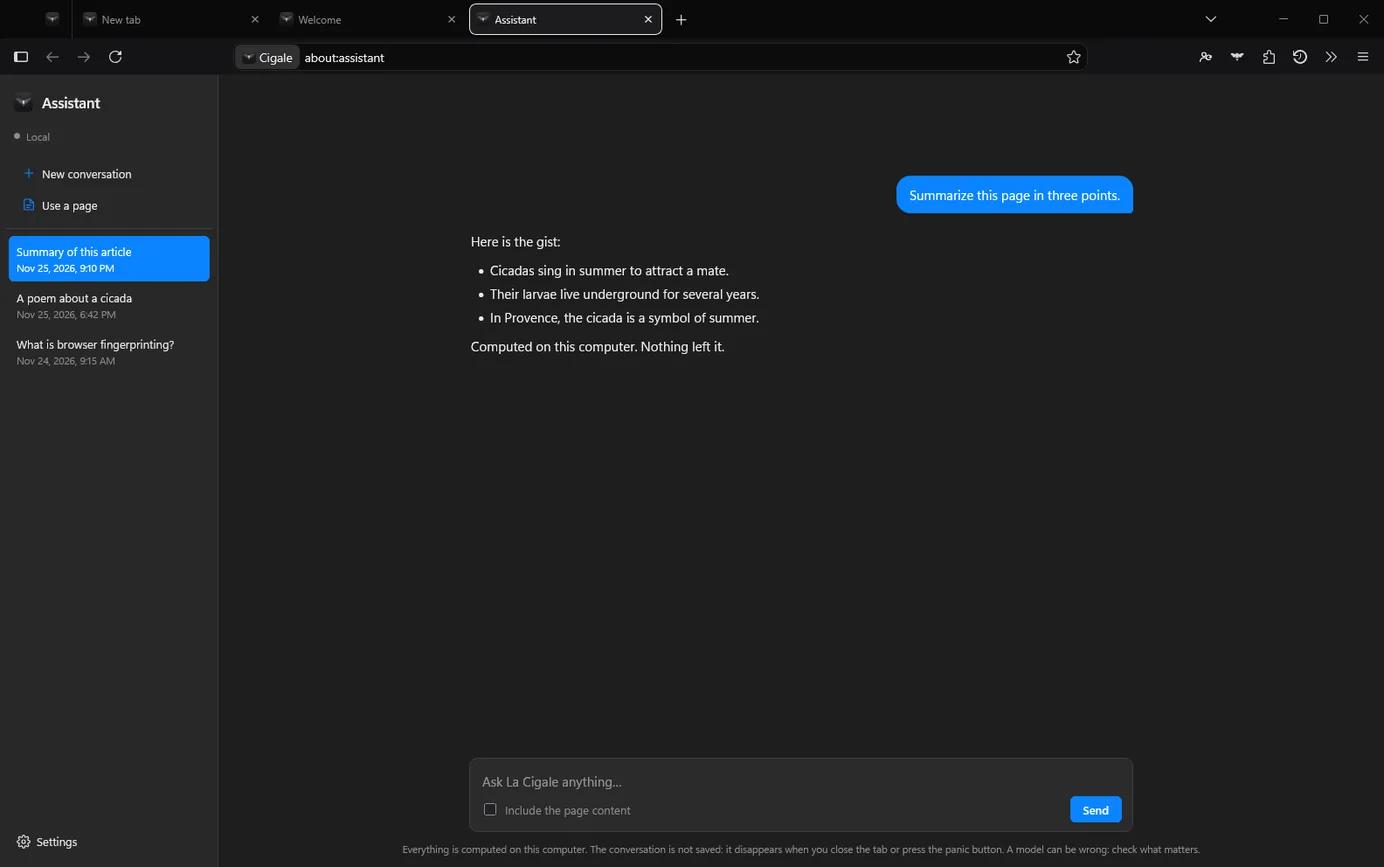 New tab
Welcome
Assistant
Cigale
about:assistant
Assistant
Local
New conversation
Use a page
Summary of this article
Nov 25, 2026, 9:10 PM
A poem about a cicada
Nov 25, 2026, 6:42 PM
What is browser fingerprinting?
Nov 24, 2026, 9:15 AM
Settings
Summarize this page in three points.
Here is the gist:
• Cicadas sing in summer to attract a mate.
• Their larvae live underground for several years.
• In Provence, the cicada is a symbol of summer.
Computed on this computer. Nothing left it.
Ask La Cigale anything...
Include the page content
Send
Everything is computed on this computer. The conversation is not saved: it disappears when you close the tab or press the panic button. A model can be wrong: check what matters.